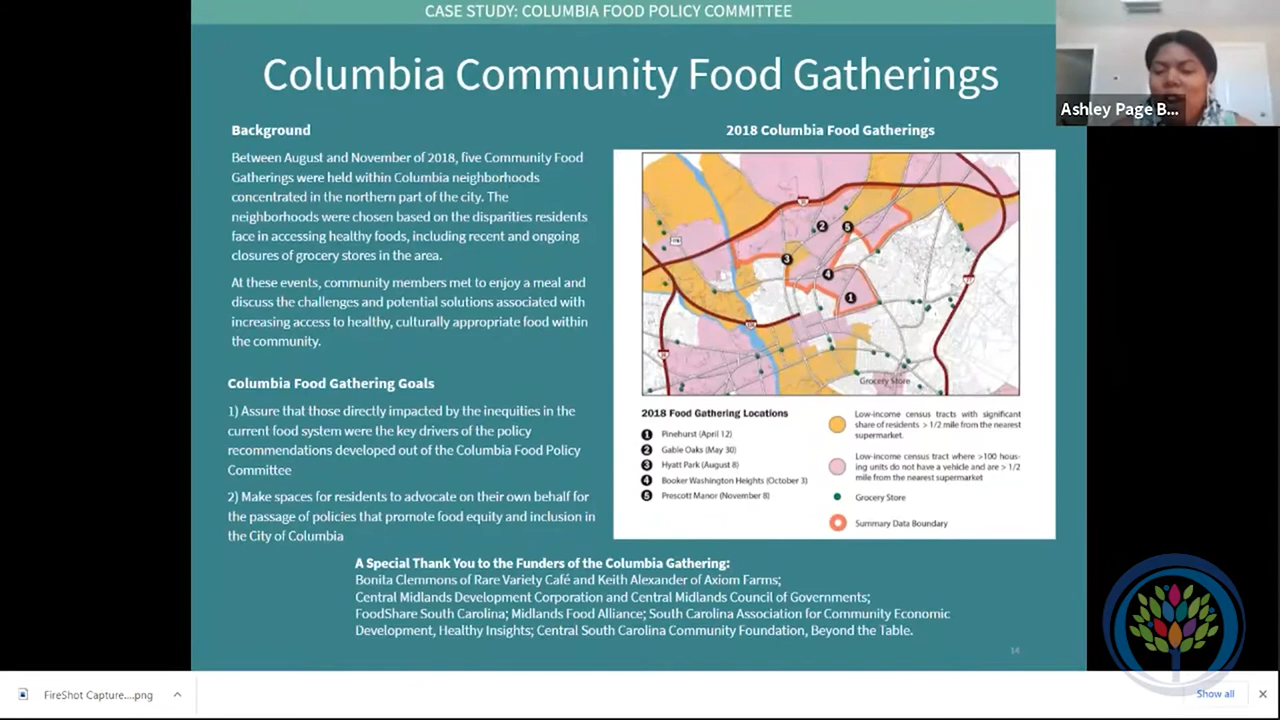 CASE STUDY: COLUMBIA FOOD POLICY COMMITTEE
Columbia Community Food Gatherings
Ashley Page B...
Background
Between August and November of 2018, five Community Food
Gatherings were held within Columbia neighborhoods
concentrated in the northern part of the city. The
neighborhoods were chosen based on the disparities residents
face in accessing healthy foods, including recent and ongoing
closures of grocery stores in the area.
At these events, community members met to enjoy a meal and
discuss the challenges and potential solutions associated with
increasing access to healthy, culturally appropriate food within
the community.
Columbia Food Gathering Goals
1) Assure that those directly impacted by the inequities in the
current food system were the key drivers of the policy
recommendations developed out of the Columbia Food Policy
Committee
2) Make spaces for residents to advocate on their own behalf for
the passage of policies that promote food equity and inclusion in
the City of Columbia
2018 Columbia Food Gatherings
2
5
3
4
1
Grocery Store
2018 Food Gathering Locations
1 Pinehurst (April 12)
2 Gable Oaks (May 30)
3 Hyatt Park (August 8)
4 Booker Washington Heights (October 3)
5 Prescott Manor (November 8)
Low-income census tracts with significant
share of residents > 1/2 mile from the nearest
supermarket.
Low-income census tract where >100 hous-
ing units do not have a vehicle and are > 1/2
mile from the nearest supermarket
Grocery Store
Summary Data Boundary
A Special Thank You to the Funders of the Columbia Gathering:
Bonita Clemmons of Rare Variety Café and Keith Alexander of Axiom Farms;
Central Midlands Development Corporation and Central Midlands Council of Governments;
FoodShare South Carolina; Midlands Food Alliance; South Carolina Association for Community Economic
Development, Healthy Insights; Central South Carolina Community Foundation, Beyond the Table.
14
FireShot Capture....png
Show all